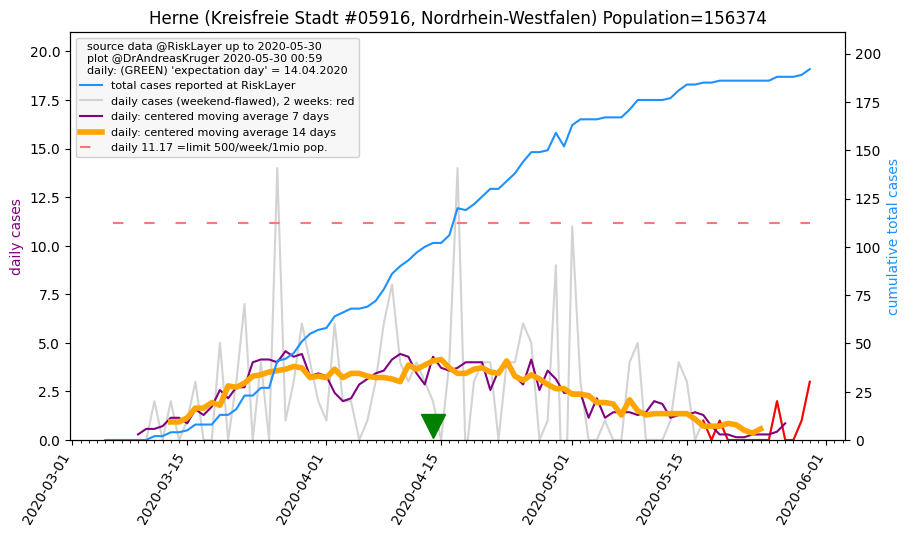 Herne (Kreisfreie Stadt #05916, Nordrhein-Westfalen) Population=156374
source data @RiskLayer up to 2020-05-30
plot @DrAndreasKruger 2020-05-30 00:59
daily: (GREEN) 'expectation day' = 14.04.2020
total cases reported at RiskLayer
daily cases (weekend-flawed), 2 weeks: red
daily: centered moving average 7 days
daily: centered moving average 14 days
daily 11.17 =limit 500/week/1mio pop.
daily cases
20.0
17.5
15.0
12.5
10.0
7.5
5.0
2.5
0.0
200
175
150
125
100
75
50
25
0
cumulative total cases
2020-03-01
2020-03-15
2020-04-01
2020-04-15
2020-05-01
2020-05-15
2020-06-01